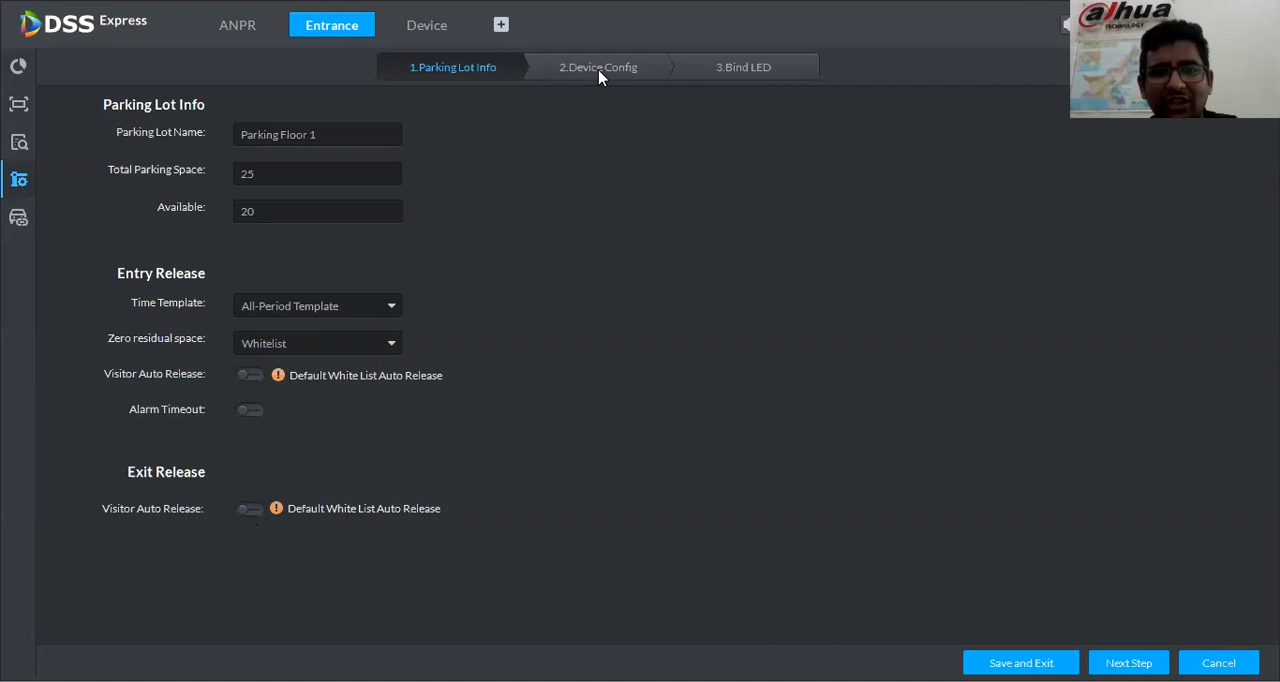 DSS Express
ANPR
Entrance
Device
alhua
TECHNOLOGY
1.Parking Lot Info
2.Device Config
3.Bind LED
Parking Lot Info
Parking Lot Name:
Parking Floor 1
Total Parking Space:
25
Available:
20
Entry Release
Time Template:
All-Period Template
Zero residual space:
Whitelist
Visitor Auto Release:
Default White List Auto Release
Alarm Timeout:
Exit Release
Visitor Auto Release:
Default White List Auto Release
Save and Exit
Next Step
Cancel